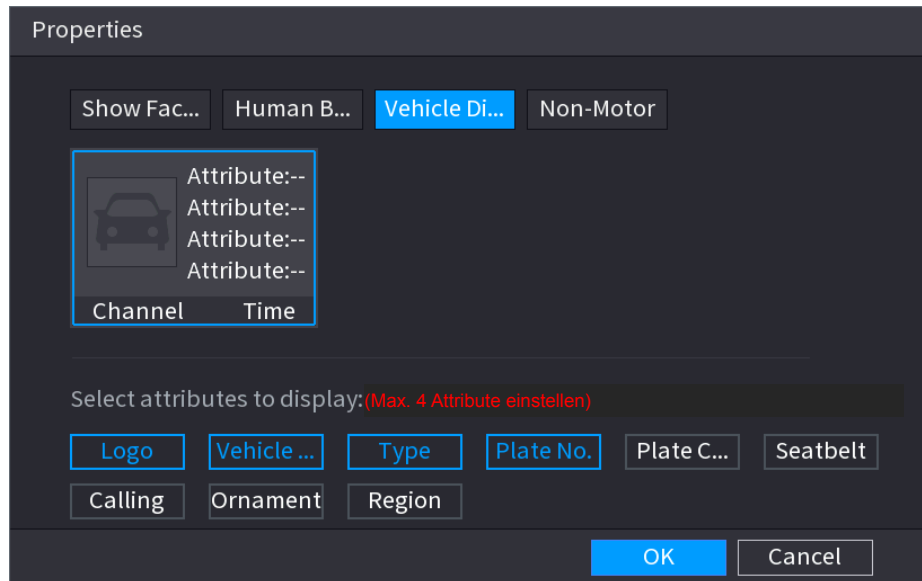 Properties
Show Fac... Human B... Vehicle Di... Non-Motor
Attribute:--
Attribute:--
Attribute:--
Attribute:--
Channel Time
Select attributes to display:(Max. 4 Attribute einstellen)
Logo Vehicle ... Type Plate No. Plate C... Seatbelt
Calling Ornament Region
OK Cancel